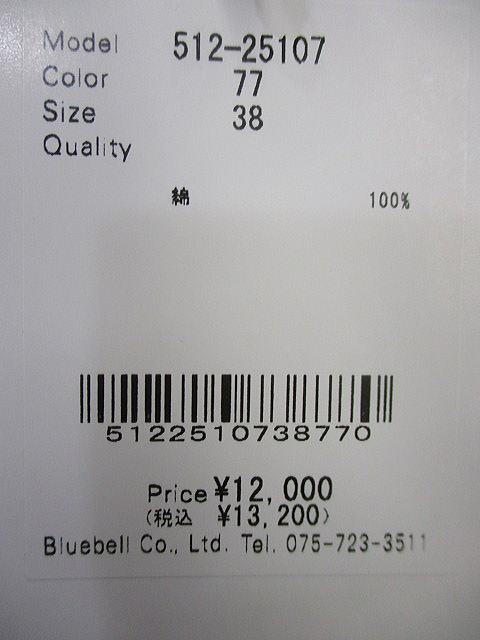 Model 512-25107
Color 77
Size 38
Quality
綿 100%
5122510738770
Price ¥12,000
(税込 ¥13,200)
Bluebell Co., Ltd. Tel. 075-723-3511